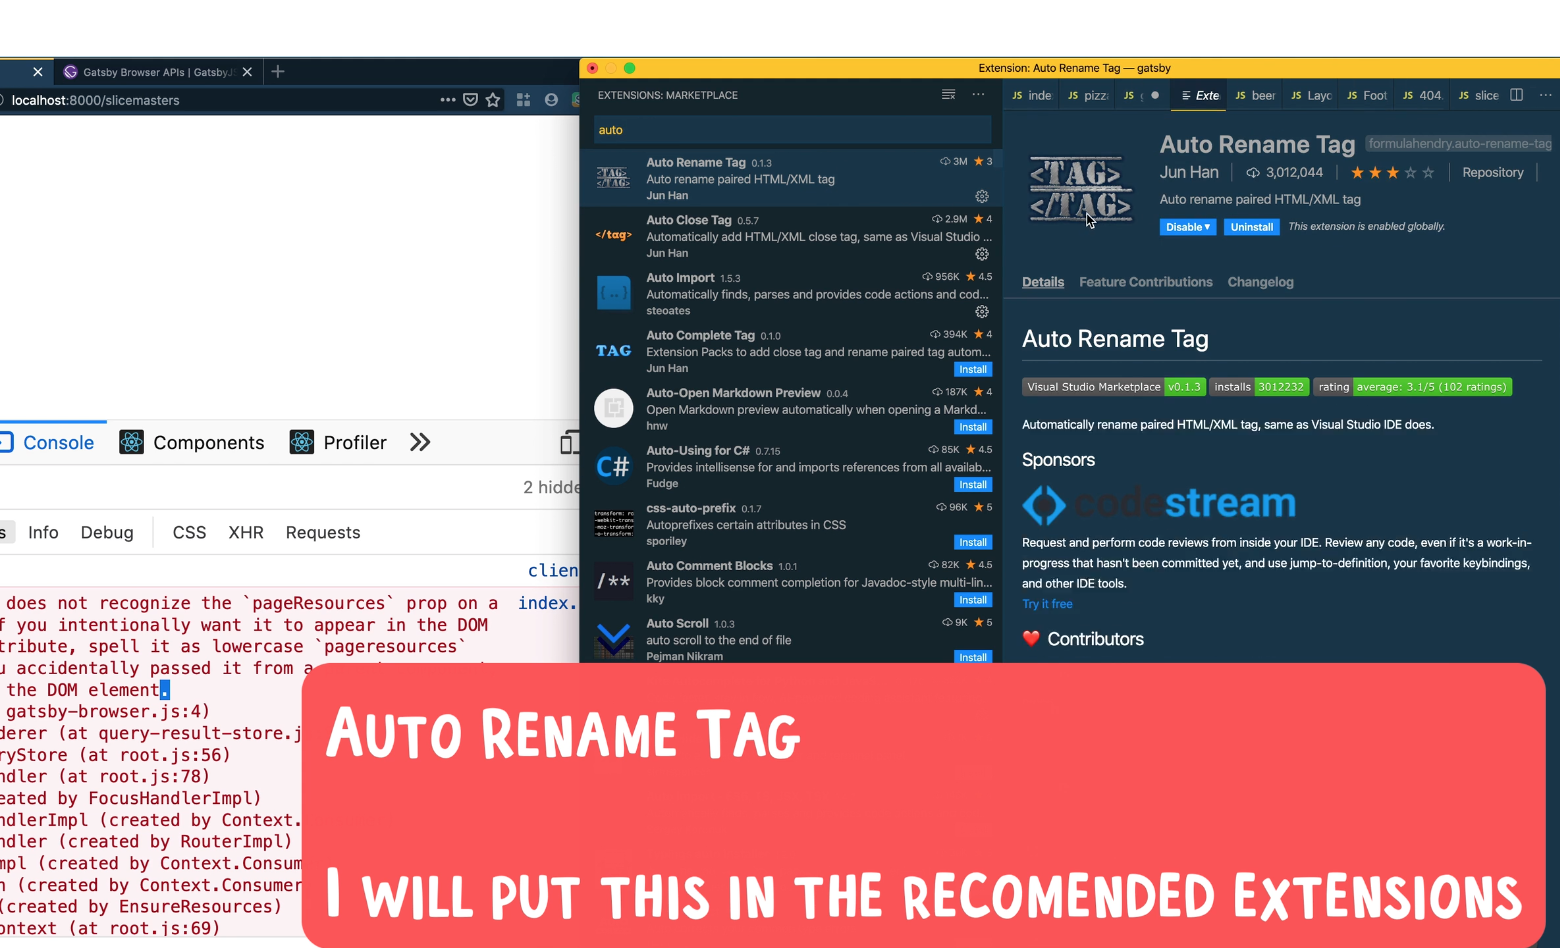 Gatsby Browser APIs | GatsbyJS
localhost:8000/slicemasters
Console
Components
Profiler
2 hidde
s
Info
Debug
CSS
XHR
Requests
clien
does not recognize the `pageResources` prop on a
index.
f you intentionally want it to appear in the DOM
tribute, spell it as lowercase `pageresources`
u accidentally passed it from a
the DOM element.
gatsby-browser.js:4)
derer (at query-result-store.j
ryStore (at root.js:56)
ndler (at root.js:78)
eated by FocusHandlerImpl)
ndlerImpl (created by Context.
ndler (created by RouterImpl)
mpl (created by Context.Consum
n (created by Context.Consumer
(created by EnsureResources)
ontext (at root.js:69)
Extension: Auto Rename Tag — gatsby
EXTENSIONS: MARKETPLACE
auto
<TAG>
</TAG>
Auto Rename Tag 0.1.3
3M ★ 3
Auto rename paired HTML/XML tag
Jun Han
</tag>
Auto Close Tag 0.5.7
2.9M ★ 4
Automatically add HTML/XML close tag, same as Visual Studio ...
Jun Han
{..}
Auto Import 1.5.3
956K ★ 4.5
Automatically finds, parses and provides code actions and cod...
steoates
TAG
Auto Complete Tag 0.1.0
394K ★ 4
Extension Packs to add close tag and rename paired tag autom...
Jun Han
Install
Auto-Open Markdown Preview 0.0.4
187K ★ 4
Open Markdown preview automatically when opening a Markd...
hnw
Install
C#
Auto-Using for C# 0.7.15
85K ★ 4.5
Provides intellisense for and imports references from all availab...
Fudge
Install
css-auto-prefix 0.1.7
96K ★ 5
Autoprefixes certain attributes in CSS
sporiley
Install
/**
Auto Comment Blocks 1.0.1
82K ★ 4.5
Provides block comment completion for Javadoc-style multi-lin...
kky
Install
Auto Scroll 1.0.3
9K ★ 5
auto scroll to the end of file
Pejman Nikram
Install
JS inde
JS pizz
JS
Exte
JS beer
JS Layo
JS Foot
JS 404.
JS slice
<TAG>
</TAG>
Auto Rename Tag
formulahendry.auto-rename-tag
Jun Han
3,012,044
★★★☆☆
Repository
Auto rename paired HTML/XML tag
Disable
Uninstall
This extension is enabled globally.
Details
Feature Contributions
Changelog
Auto Rename Tag
Visual Studio Marketplace v0.1.3
installs 3012232
rating average: 3.1/5 (102 ratings)
Automatically rename paired HTML/XML tag, same as Visual Studio IDE does.
Sponsors
codestream
Request and perform code reviews from inside your IDE. Review any code, even if it's a work-in-
progress that hasn't been committed yet, and use jump-to-definition, your favorite keybindings,
and other IDE tools.
Try it free
Contributors
AUTO RENAME TAG
I WILL PUT THIS IN THE RECOMENDED EXTENSIONS